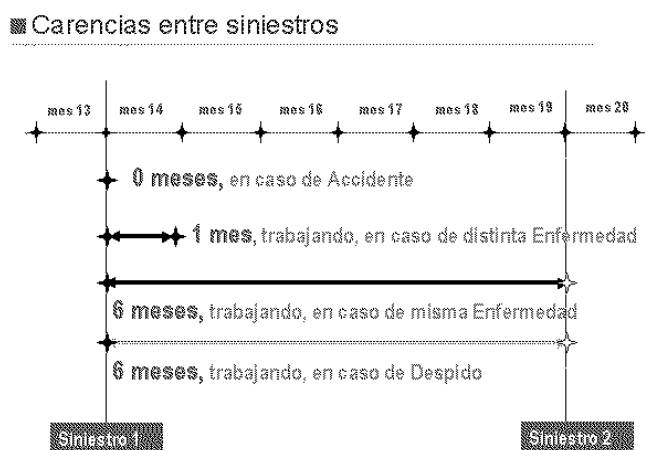 Carencias entre siniestros
mes 13 mes 14 mes 15 mes 16 mes 17 mes 18 mes 19 mes 20
0 meses, en caso de Accidente
1 mes, trabajando, en caso de distinta Enfermedad
6 meses, trabajando, en caso de misma Enfermedad
6 meses, trabajando, en caso de Despido
Siniestro 1 Siniestro 2